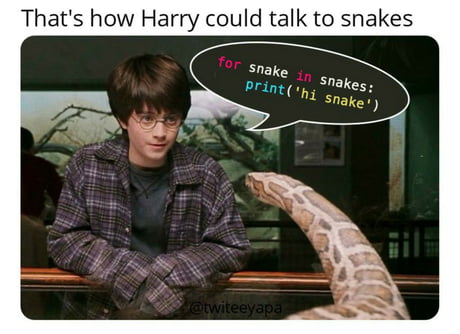 That's how Harry could talk to snakes
for snake in snakes:
print('hi snake')
@twiteeyapa